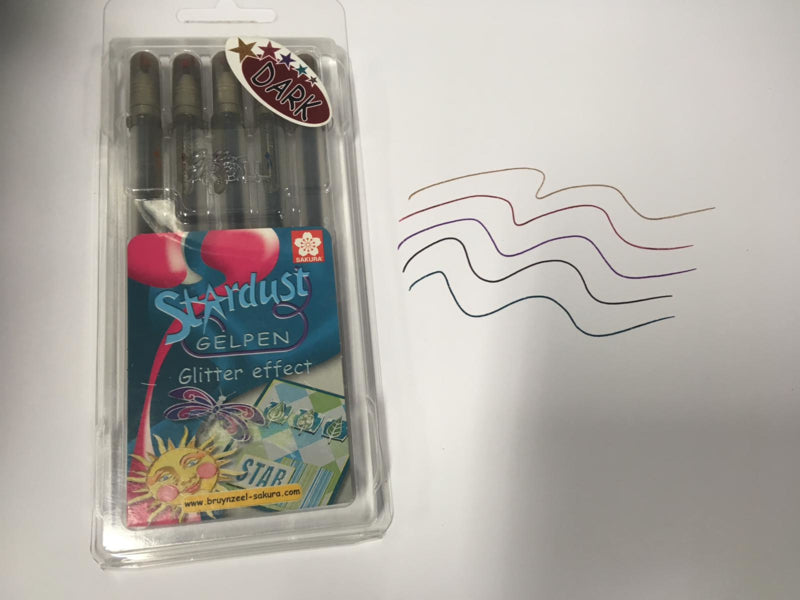 DARK
SAKURA
Stardust
GELPEN
Glitter effect
STAR
www.bruynzeel-sakura.com